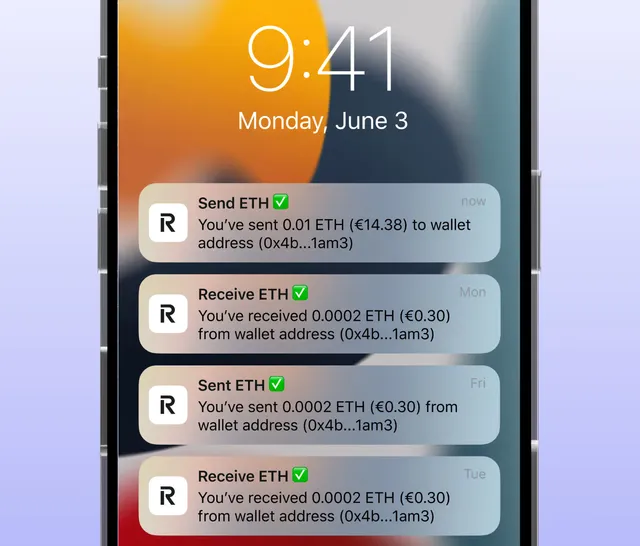 9:41
Monday, June 3
Send ETH ✅
now
You've sent 0.01 ETH (€14.38) to wallet
address (0x4b...1am3)
Receive ETH ✅
Mon
You've received 0.0002 ETH (€0.30)
from wallet address (0x4b...1am3)
Sent ETH ✅
Fri
You've sent 0.0002 ETH (€0.30) from
wallet address (0x4b...1am3)
Receive ETH ✅
Tue
You've received 0.0002 ETH (€0.30)
from wallet address (0x4b...1am3)